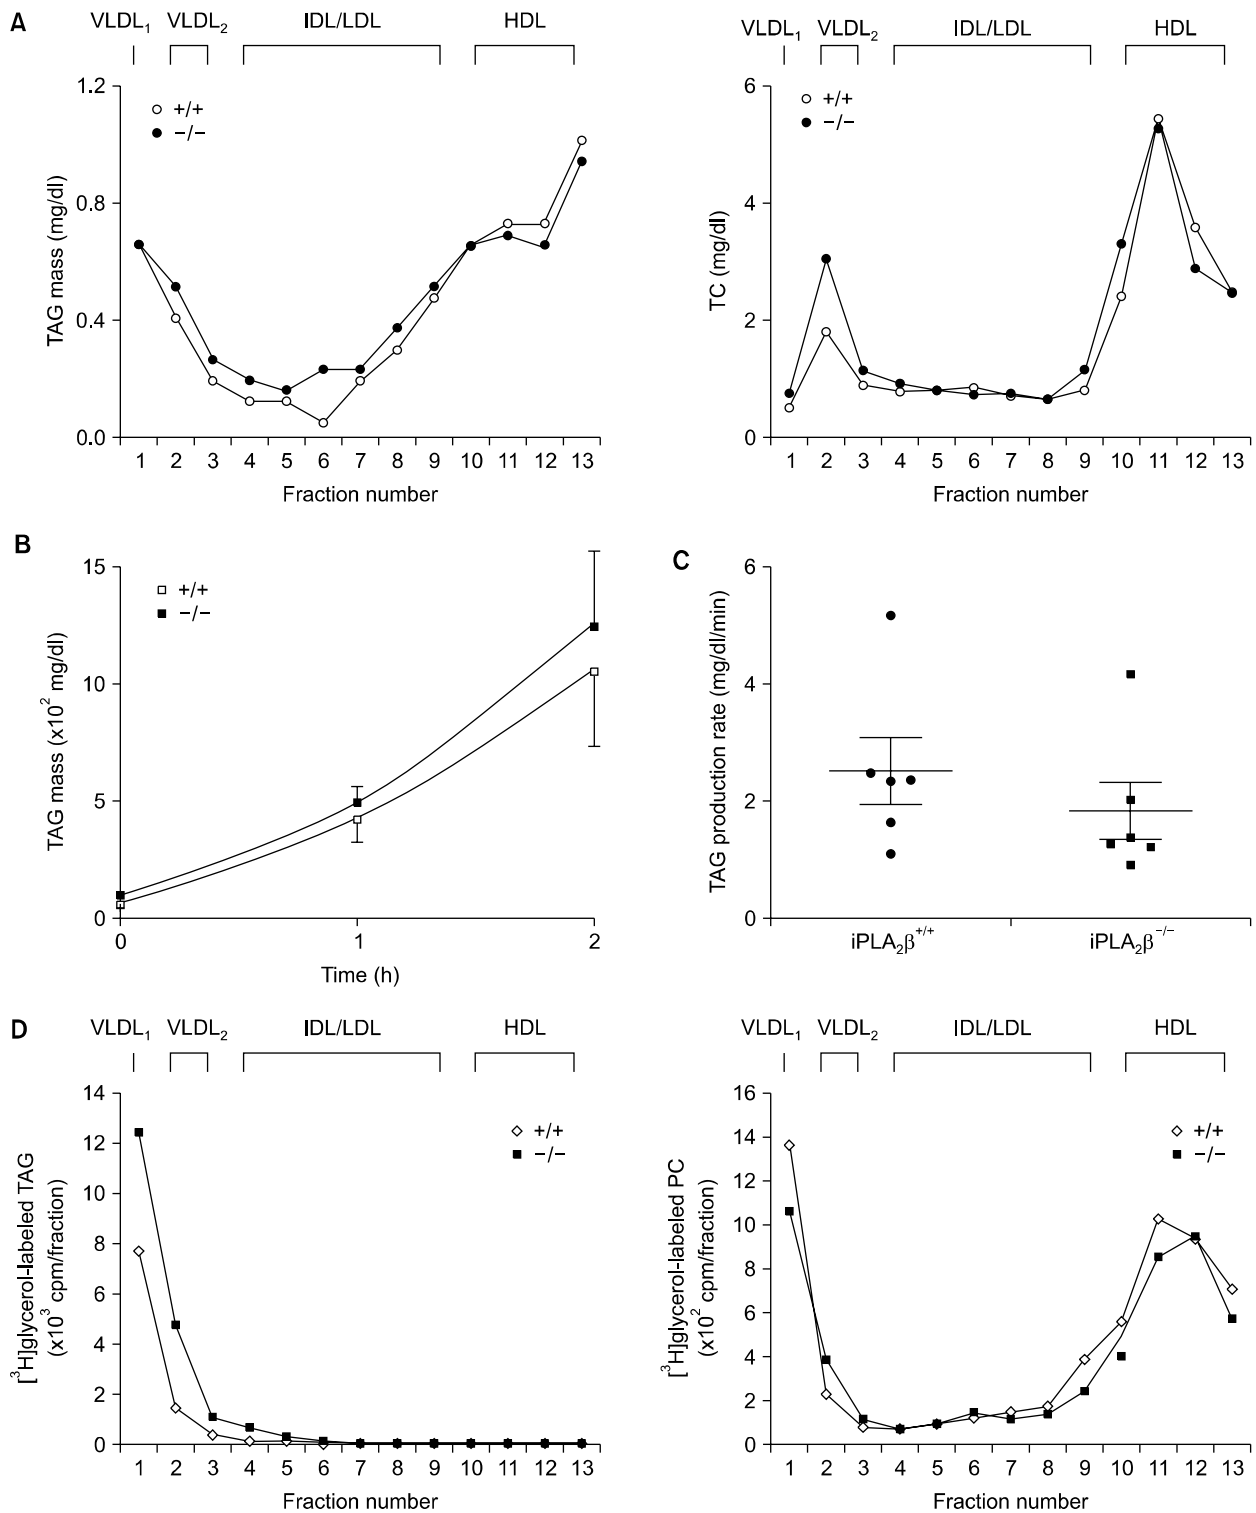 A
VLDL1 VLDL2 IDL/LDL HDL
1.2
0.8
0.4
0.0
+/+
−/−
TAG mass (mg/dl)
1 2 3 4 5 6 7 8 9 10 11 12 13
Fraction number
VLDL1 VLDL2 IDL/LDL HDL
6
4
2
0
+/+
−/−
TC (mg/dl)
1 2 3 4 5 6 7 8 9 10 11 12 13
Fraction number
B
15
10
5
0
+/+
−/−
TAG mass (x10² mg/dl)
0 1 2
Time (h)
C
6
4
2
0
TAG production rate (mg/dl/min)
iPLA₂β⁺/⁺ iPLA₂β⁻/⁻
D
VLDL1 VLDL2 IDL/LDL HDL
14
12
10
8
6
4
2
0
+/+
−/−
[³H]glycerol-labeled TAG
(x10³ cpm/fraction)
1 2 3 4 5 6 7 8 9 10 11 12 13
Fraction number
VLDL1 VLDL2 IDL/LDL HDL
16
14
12
10
8
6
4
2
0
+/+
−/−
[³H]glycerol-labeled PC
(x10² cpm/fraction)
1 2 3 4 5 6 7 8 9 10 11 12 13
Fraction number